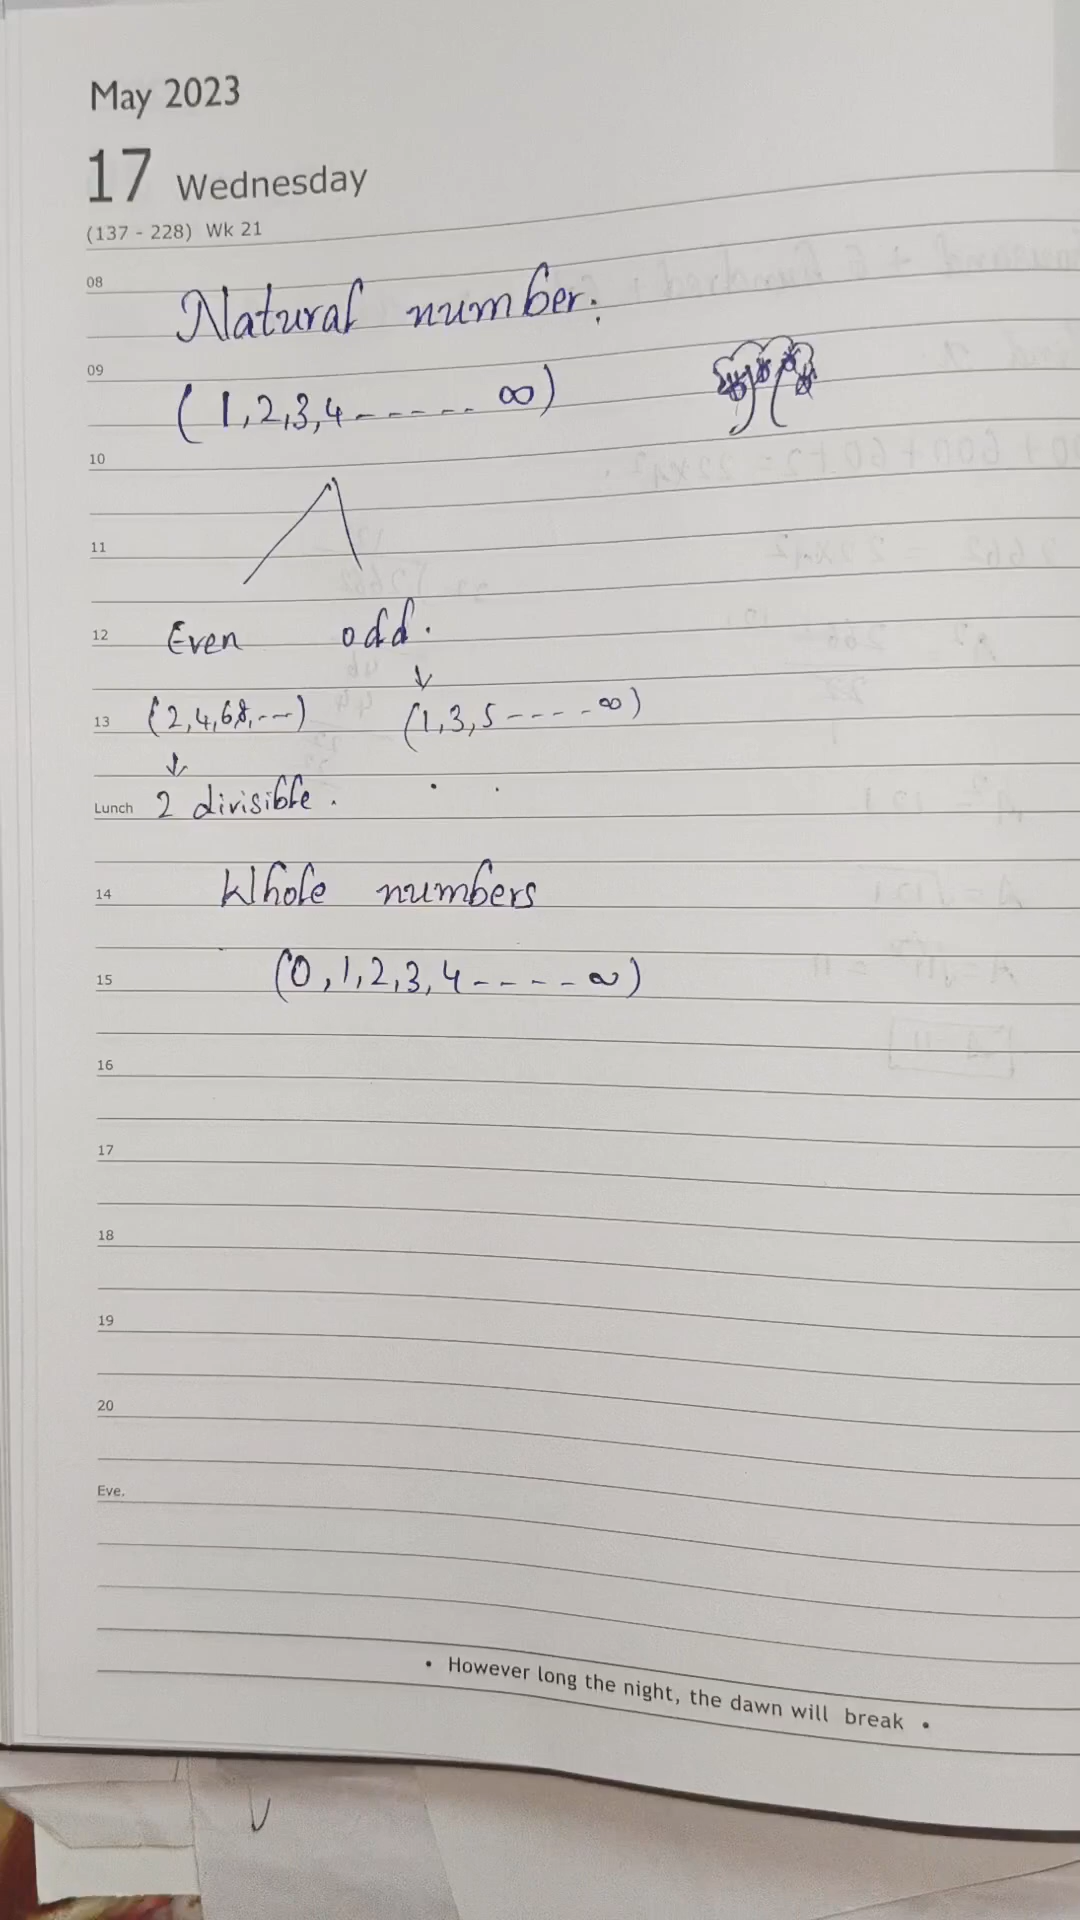 May 2023
17 Wednesday
(137 - 228) Wk 21
08
Natural number.
09
(1,2,3,4------ ∞)
10
11
12 Even odd.
↓
13 (2,4,6,8,---) (1,3,5-----∞)
↓
Lunch 2 divisible.
14 Whole numbers
15 (0,1,2,3,4-----∞)
16
17
18
19
20
Eve.
• However long the night, the dawn will break •